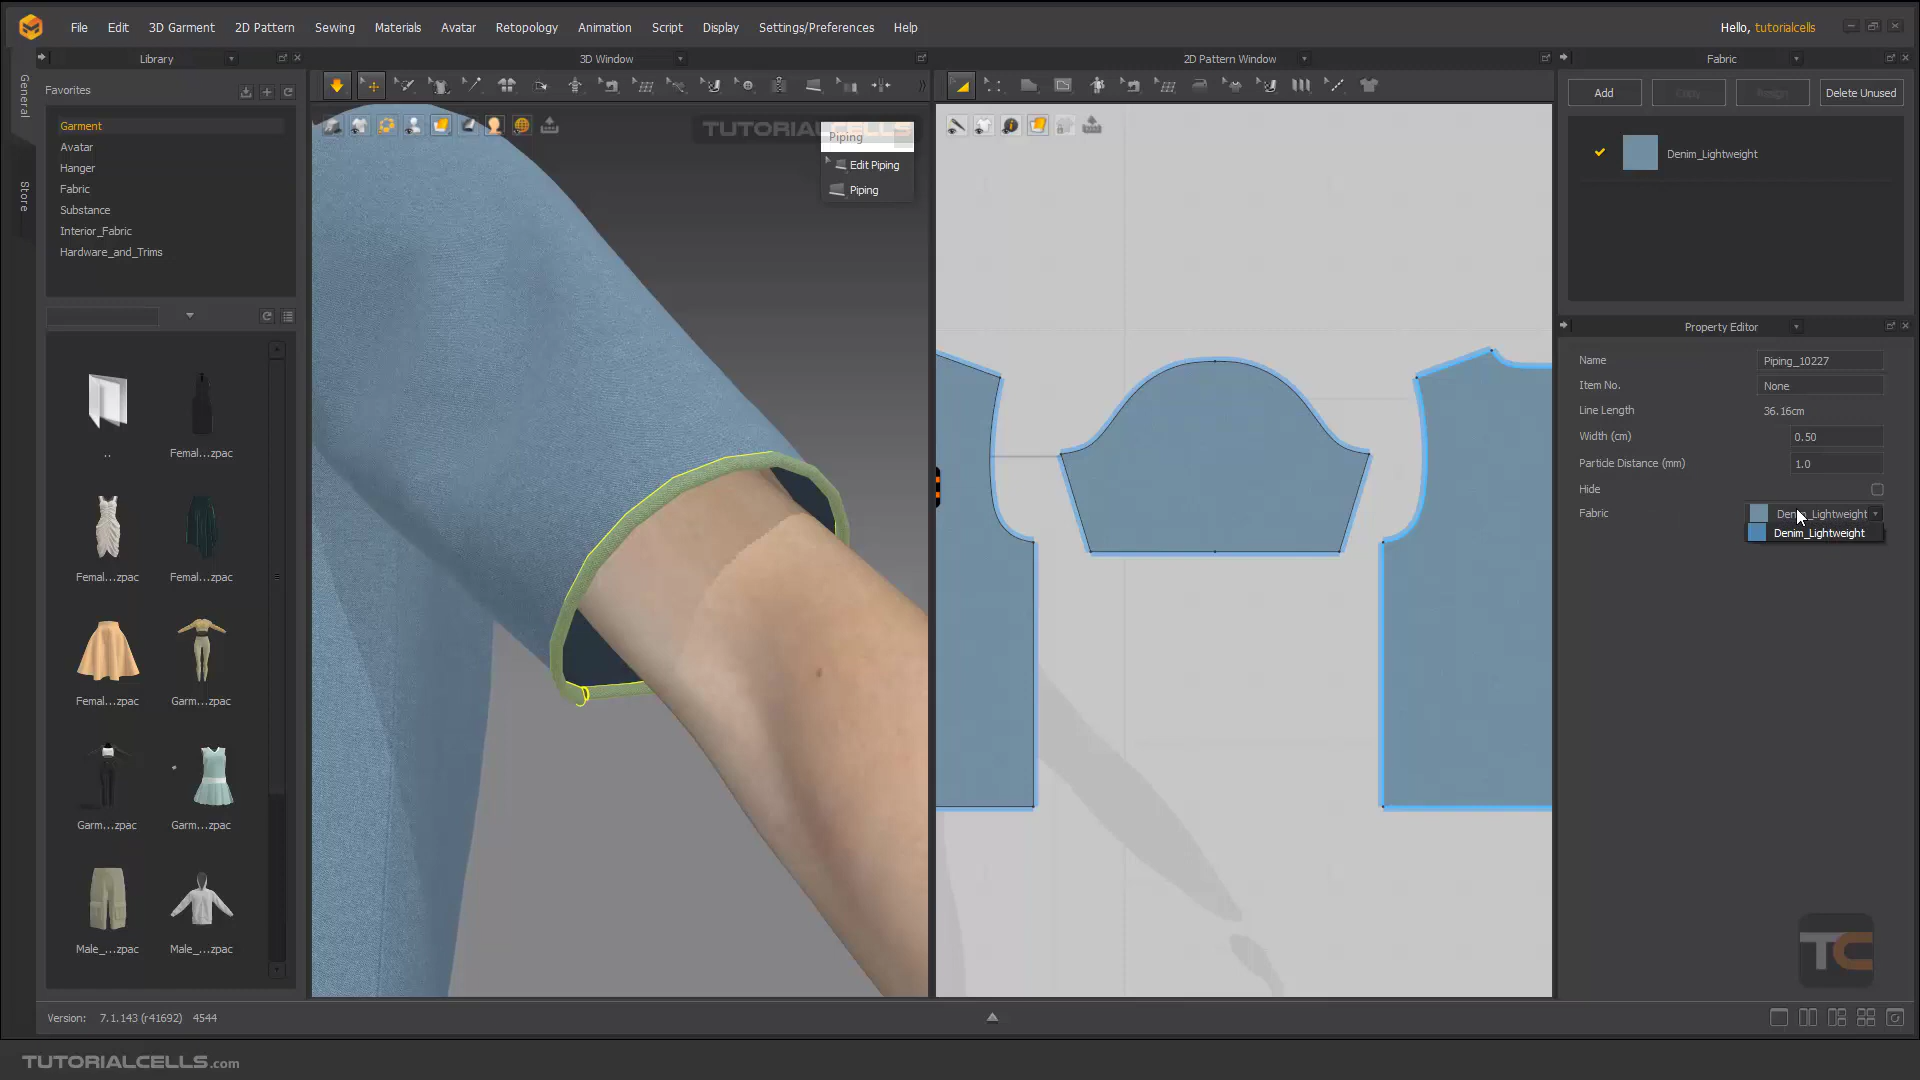 File Edit 3D Garment 2D Pattern Sewing Materials Avatar Retopology Animation Script Display Settings/Preferences Help
Hello, tutorialcells
Library
3D Window
2D Pattern Window
Fabric
General
Store
Favorites
Garment
Avatar
Hanger
Fabric
Substance
Interior_Fabric
Hardware_and_Trims
..
Femal...zpac
Femal...zpac
Femal...zpac
Femal...zpac
Garm...zpac
Garm...zpac
Garm...zpac
Male_...zpac
Male_...zpac
TUTORIALCELLS
Piping
Edit Piping
Piping
Add
Copy
Assign
Delete Unused
Denim_Lightweight
Property Editor
Name Piping_10227
Item No. None
Line Length 36.16cm
Width (cm) 0.50
Particle Distance (mm) 1.0
Hide
Fabric Denim_Lightweight
Denim_Lightweight
TC
Version: 7.1.143 (r41692) 4544
TUTORIALCELLS.com